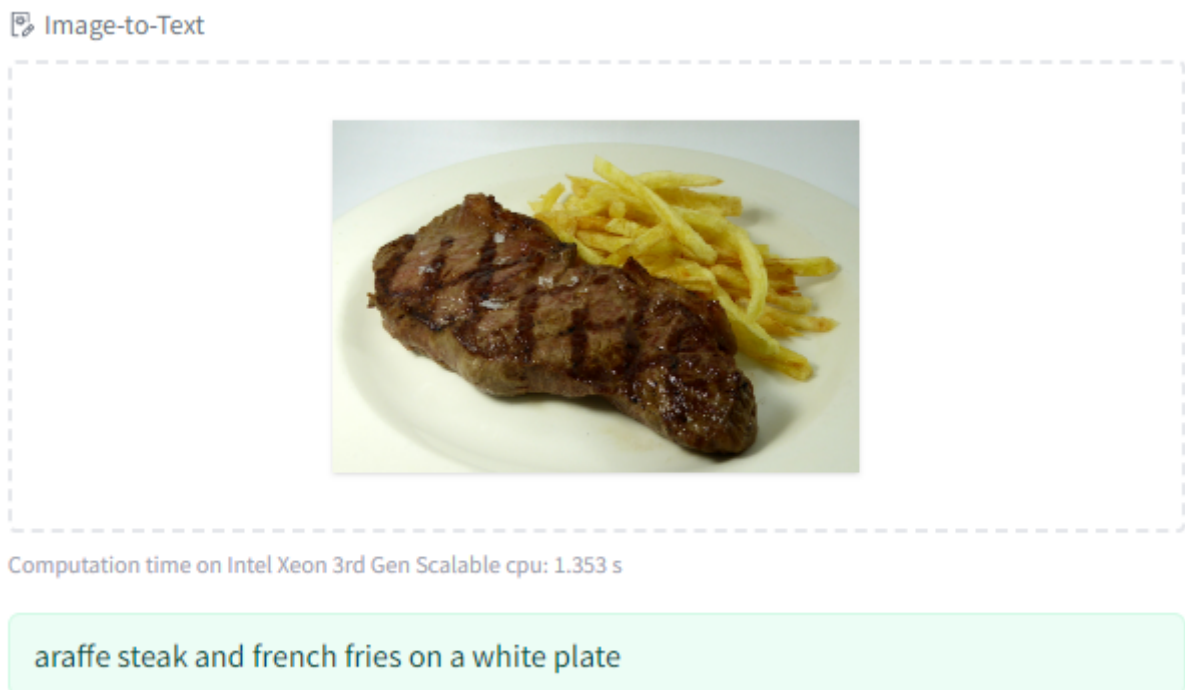 Image-to-Text
Computation time on Intel Xeon 3rd Gen Scalable cpu: 1.353 s
araffe steak and french fries on a white plate